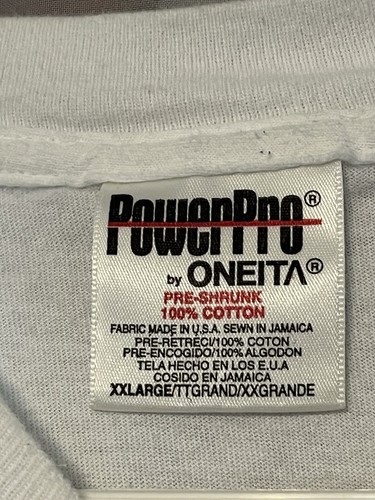 PowerPro®
by ONEITA®
PRE-SHRUNK
100% COTTON
FABRIC MADE IN U.S.A. SEWN IN JAMAICA
PRE-RETRECI/100% COTON
PRE-ENCOGIDO/100% ALGODON
TELA HECHO EN LOS E.U.A
COSIDO EN JAMAICA
XXLARGE/TTGRAND/XXGRANDE